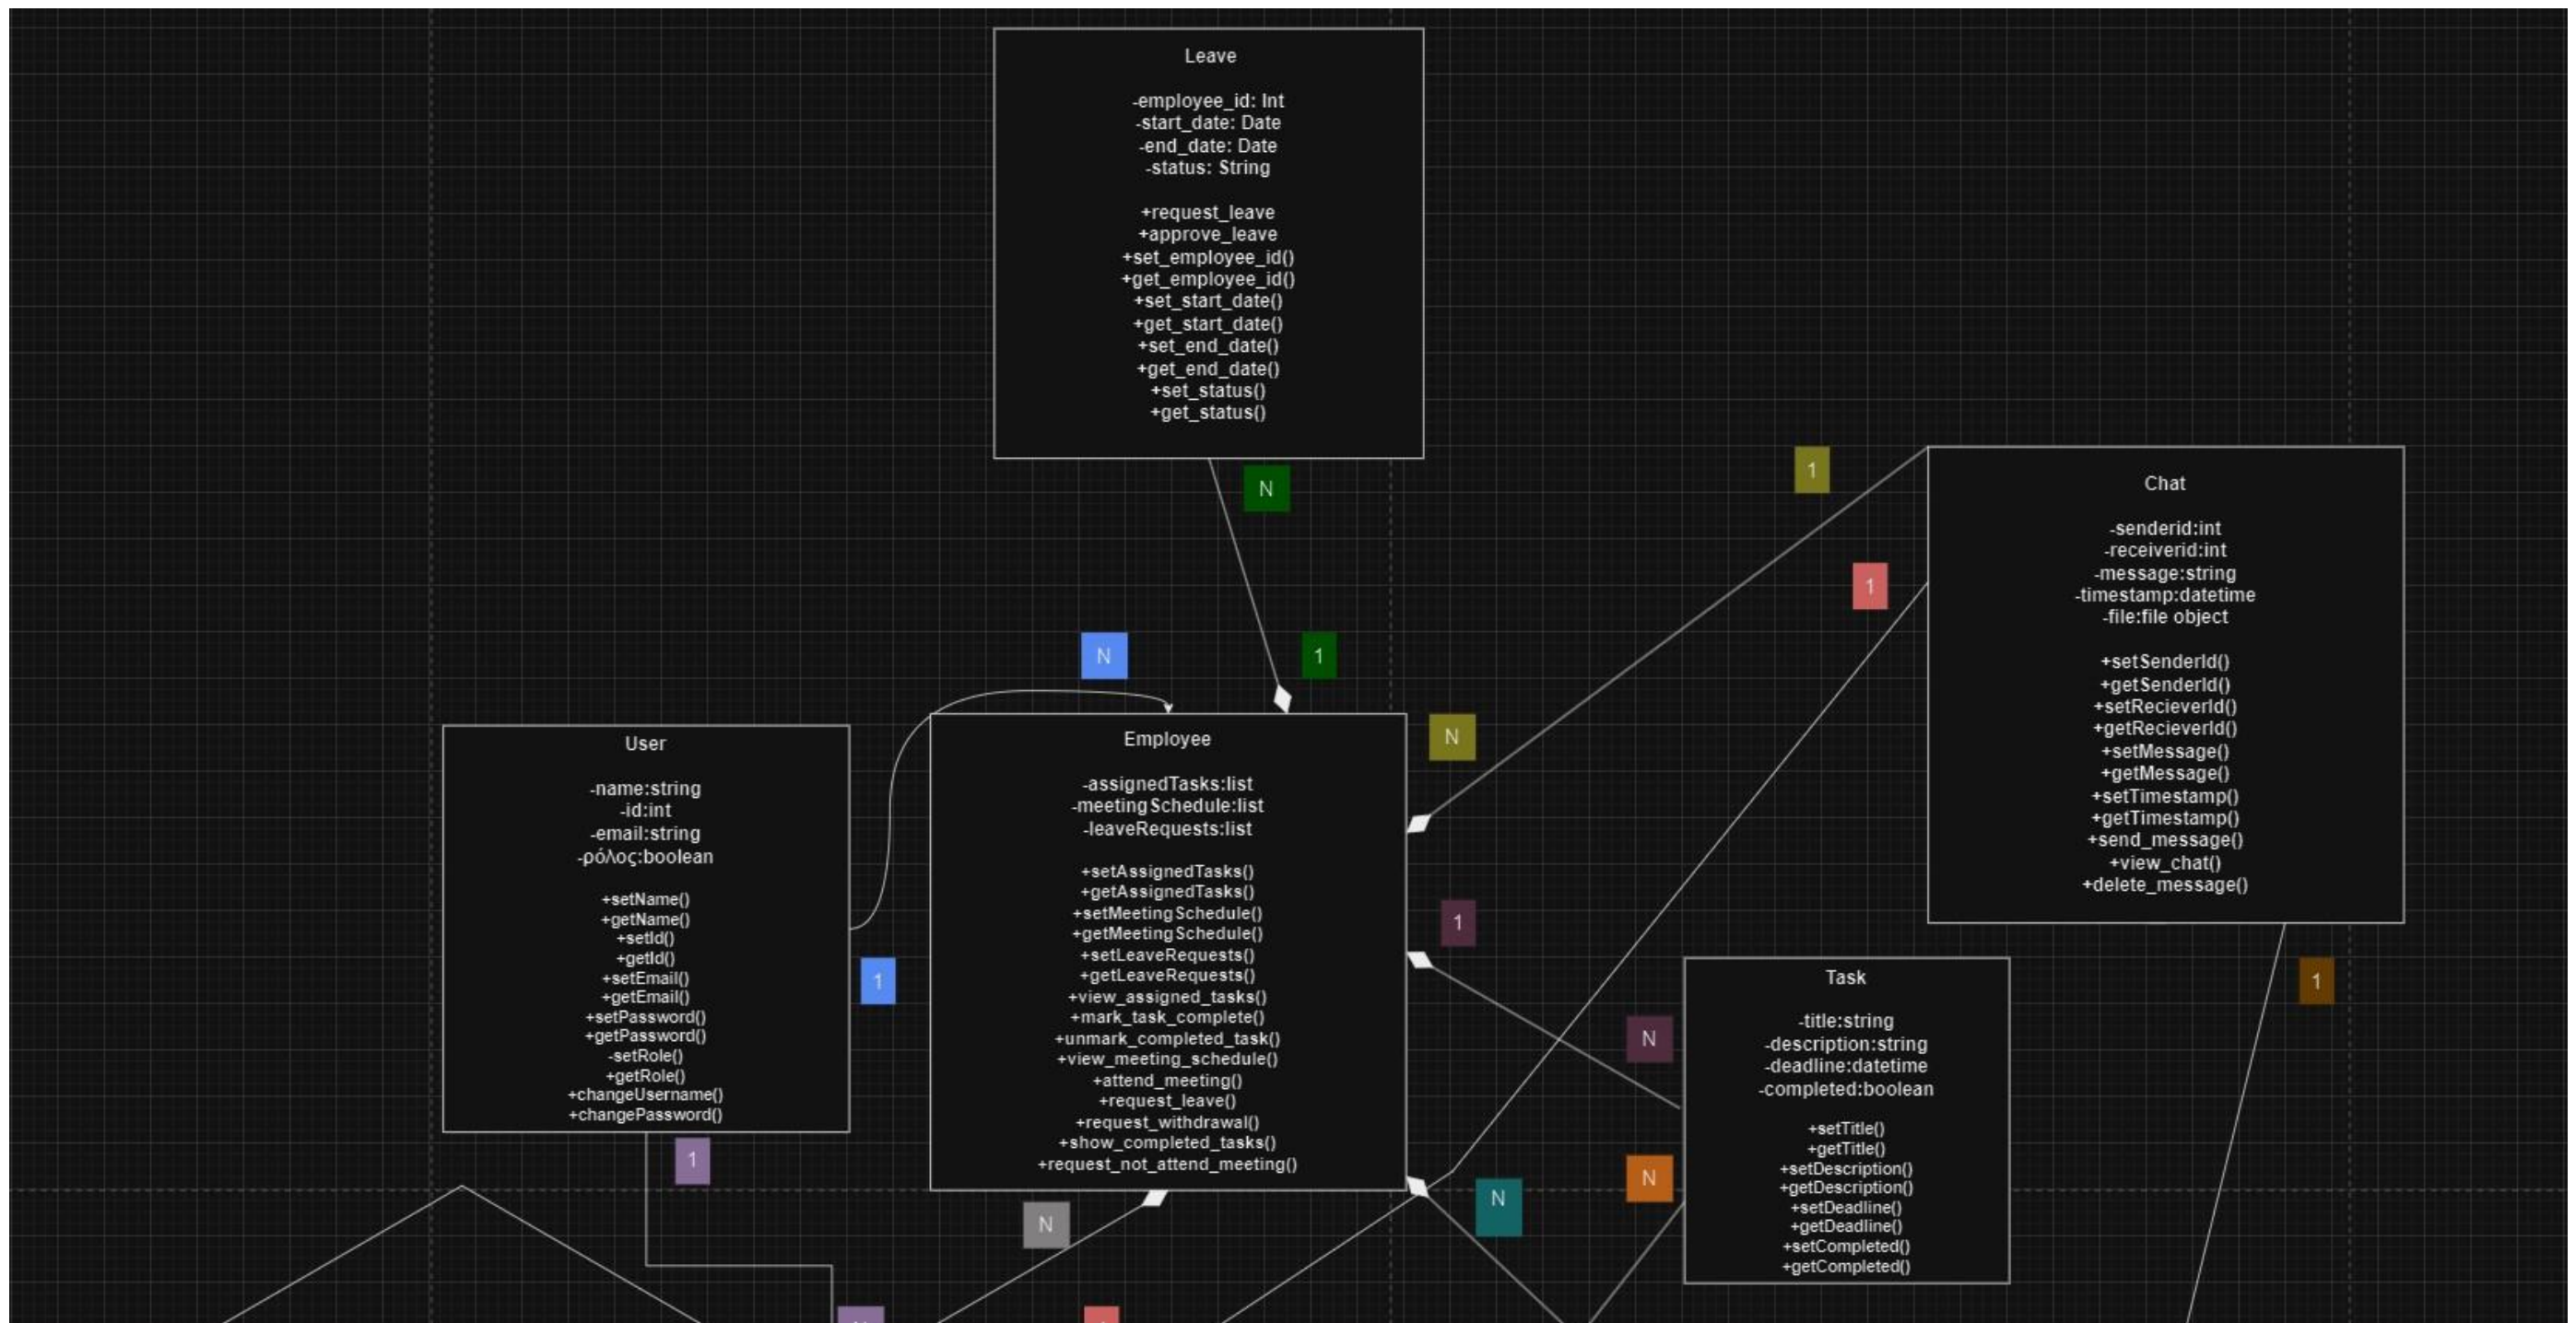 Leave
-employee_id: Int
-start_date: Date
-end_date: Date
-status: String
+request_leave
+approve_leave
+set_employee_id()
+get_employee_id()
+set_start_date()
+get_start_date()
+set_end_date()
+get_end_date()
+set_status()
+get_status()
N
1
N
1
1
N
Chat
-senderid:int
-receiverid:int
-message:string
-timestamp:datetime
-file:file object
+setSenderId()
+getSenderId()
+setRecieverId()
+getRecieverId()
+setMessage()
+getMessage()
+setTimestamp()
+getTimestamp()
+send_message()
+view_chat()
+delete_message()
1
User
-name:string
-id:int
-email:string
-ρόλος:boolean
+setName()
+getName()
+setId()
+getId()
+setEmail()
+getEmail()
+setPassword()
+getPassword()
-setRole()
+getRole()
+changeUsername()
+changePassword()
1
1
Employee
-assignedTasks:list
-meetingSchedule:list
-leaveRequests:list
+setAssignedTasks()
+getAssignedTasks()
+setMeetingSchedule()
+getMeetingSchedule()
+setLeaveRequests()
+getLeaveRequests()
+view_assigned_tasks()
+mark_task_complete()
+unmark_completed_task()
+view_meeting_schedule()
+attend_meeting()
+request_leave()
+request_withdrawal()
+show_completed_tasks()
+request_not_attend_meeting()
1
N
N
N
N
Task
-title:string
-description:string
-deadline:datetime
-completed:boolean
+setTitle()
+getTitle()
+setDescription()
+getDescription()
+setDeadline()
+getDeadline()
+setCompleted()
+getCompleted()